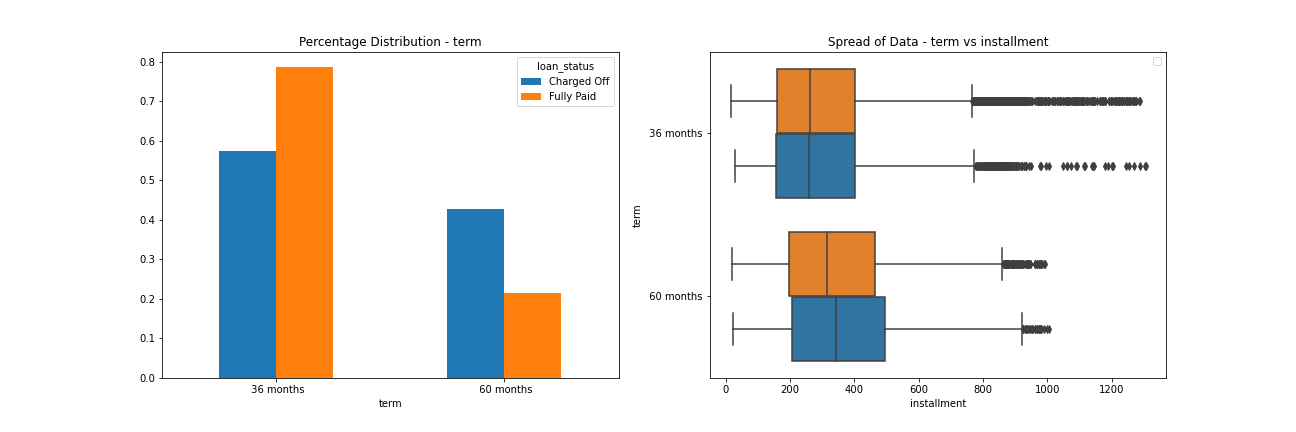 Percentage Distribution - term
0.8
0.7
0.6
0.5
0.4
0.3
0.2
0.1
0.0
loan_status
Charged Off
Fully Paid
36 months
60 months
term
Spread of Data - term vs installment
term
36 months
60 months
0
200
400
600
800
1000
1200
installment